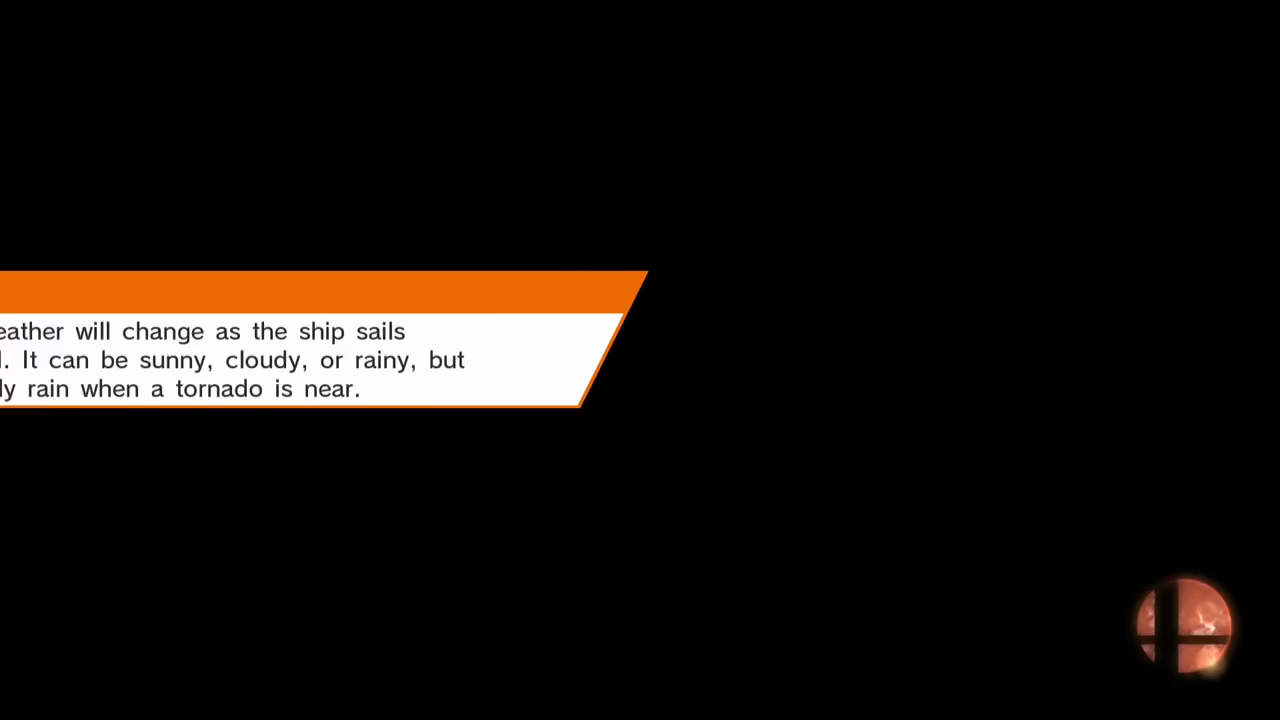 eather will change as the ship sails
. It can be sunny, cloudy, or rainy, but
ly rain when a tornado is near.